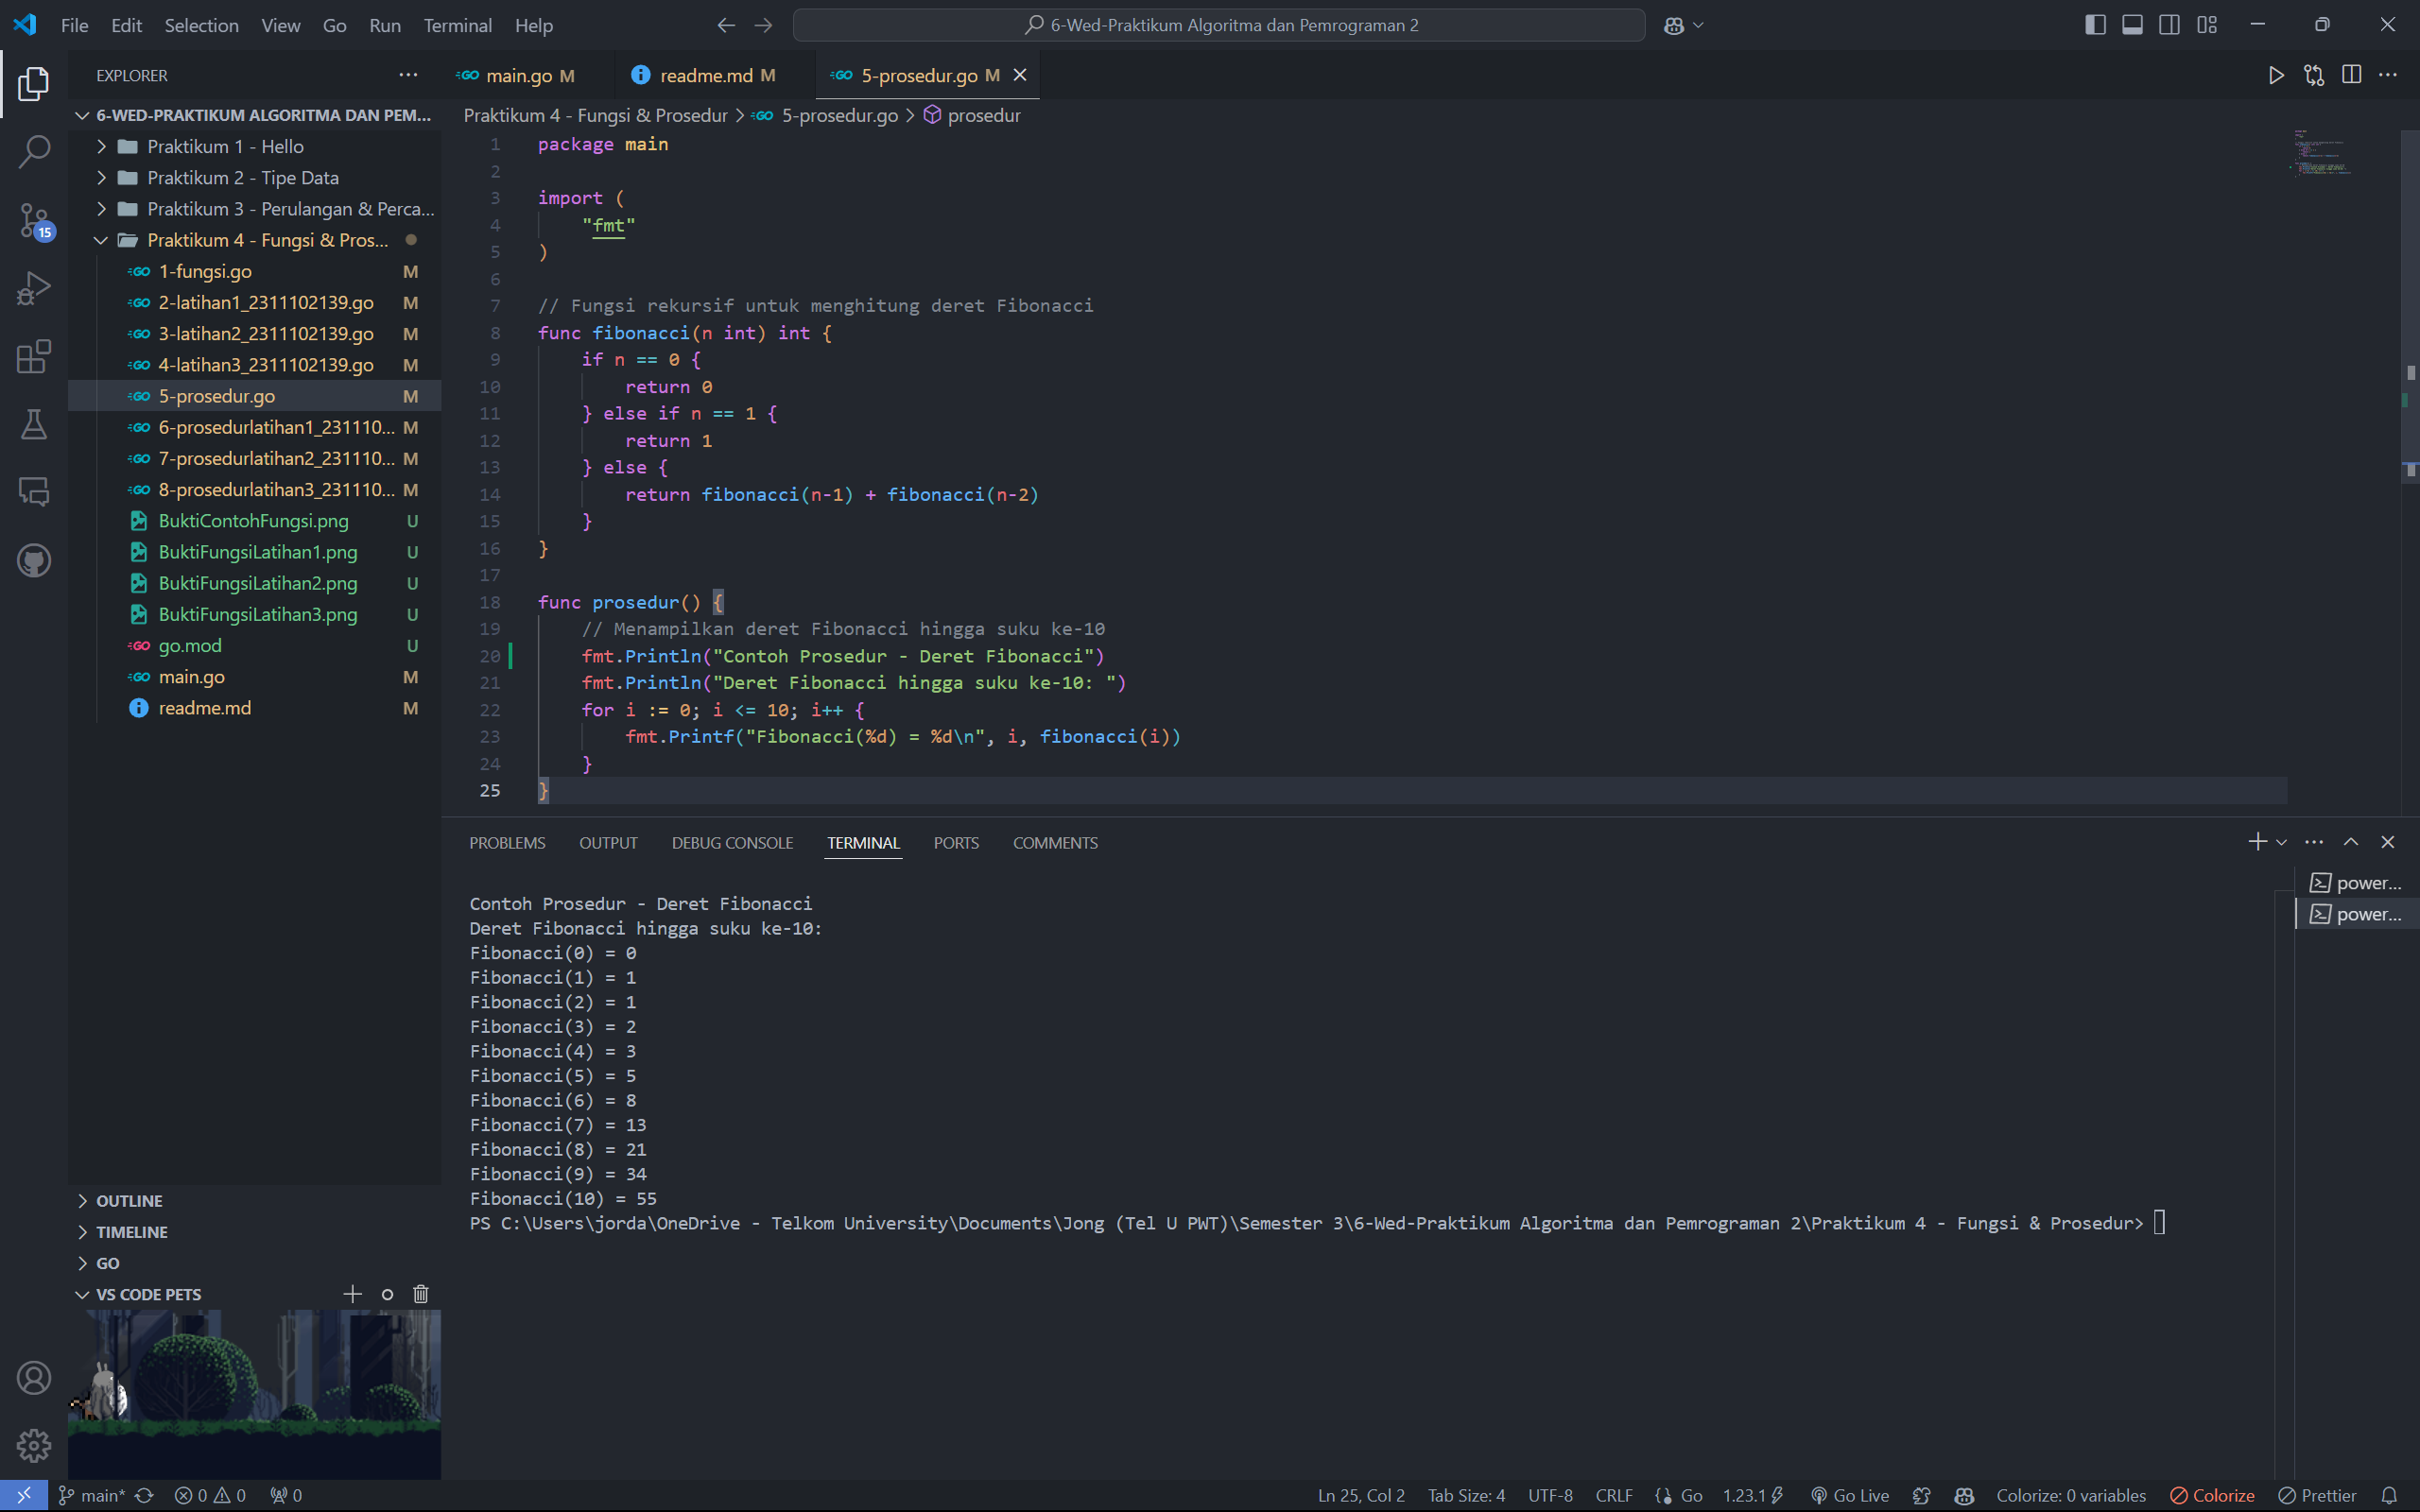 File Edit Selection View Go Run Terminal Help
6-Wed-Praktikum Algoritma dan Pemrograman 2
EXPLORER
6-WED-PRAKTIKUM ALGORITMA DAN PEM...
Praktikum 1 - Hello
Praktikum 2 - Tipe Data
Praktikum 3 - Perulangan & Perca...
Praktikum 4 - Fungsi & Pros...
1-fungsi.go M
2-latihan1_2311102139.go M
3-latihan2_2311102139.go M
4-latihan3_2311102139.go M
5-prosedur.go M
6-prosedurlatihan1_231110... M
7-prosedurlatihan2_231110... M
8-prosedurlatihan3_231110... M
BuktiContohFungsi.png U
BuktiFungsiLatihan1.png U
BuktiFungsiLatihan2.png U
BuktiFungsiLatihan3.png U
go.mod U
main.go M
readme.md M
15
OUTLINE
TIMELINE
GO
VS CODE PETS
main.go M readme.md M 5-prosedur.go M
Praktikum 4 - Fungsi & Prosedur > 5-prosedur.go > prosedur
1 package main
2
3 import (
4 "fmt"
5 )
6
7 // Fungsi rekursif untuk menghitung deret Fibonacci
8 func fibonacci(n int) int {
9 if n == 0 {
10 return 0
11 } else if n == 1 {
12 return 1
13 } else {
14 return fibonacci(n-1) + fibonacci(n-2)
15 }
16 }
17
18 func prosedur() {
19 // Menampilkan deret Fibonacci hingga suku ke-10
20 fmt.Println("Contoh Prosedur - Deret Fibonacci")
21 fmt.Println("Deret Fibonacci hingga suku ke-10: ")
22 for i := 0; i <= 10; i++ {
23 fmt.Printf("Fibonacci(%d) = %d\n", i, fibonacci(i))
24 }
25 }
PROBLEMS OUTPUT DEBUG CONSOLE TERMINAL PORTS COMMENTS
power...
power...
Contoh Prosedur - Deret Fibonacci
Deret Fibonacci hingga suku ke-10:
Fibonacci(0) = 0
Fibonacci(1) = 1
Fibonacci(2) = 1
Fibonacci(3) = 2
Fibonacci(4) = 3
Fibonacci(5) = 5
Fibonacci(6) = 8
Fibonacci(7) = 13
Fibonacci(8) = 21
Fibonacci(9) = 34
Fibonacci(10) = 55
PS C:\Users\jorda\OneDrive - Telkom University\Documents\Jong (Tel U PWT)\Semester 3\6-Wed-Praktikum Algoritma dan Pemrograman 2\Praktikum 4 - Fungsi & Prosedur>
main* 0 0 0 Ln 25, Col 2 Tab Size: 4 UTF-8 CRLF Go 1.23.1 Go Live Colorize: 0 variables Colorize Prettier